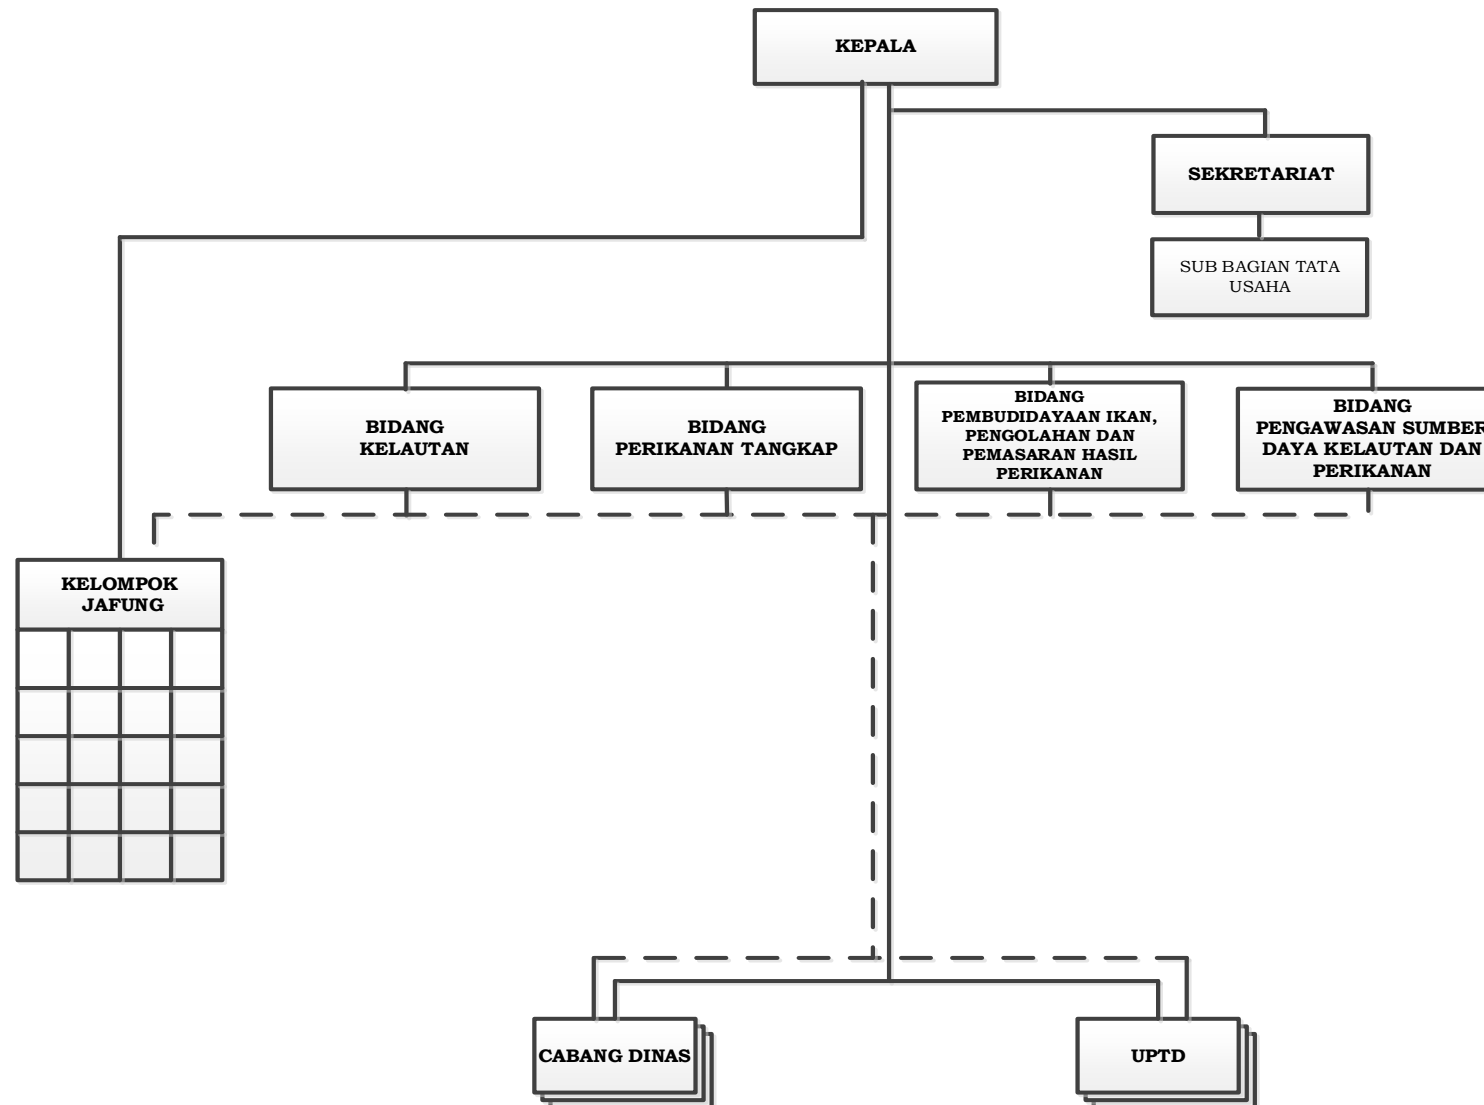 KEPALA
SEKRETARIAT
SUB BAGIAN TATA
USAHA
BIDANG
KELAUTAN
BIDANG
PERIKANAN TANGKAP
BIDANG
PEMBUDIDAYAAN IKAN,
PENGOLAHAN DAN
PEMASARAN HASIL
PERIKANAN
BIDANG
PENGAWASAN SUMBER
DAYA KELAUTAN DAN
PERIKANAN
KELOMPOK
JAFUNG
CABANG DINAS
UPTD